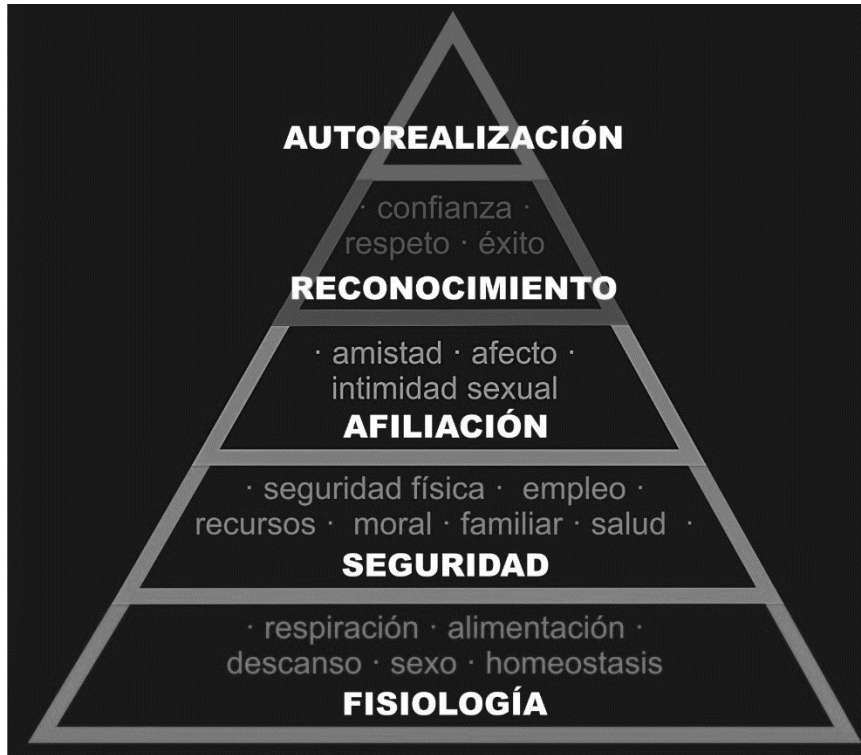 AUTOREALIZACIÓN
· confianza ·
respeto · éxito
RECONOCIMIENTO
· amistad · afecto ·
intimidad sexual
AFILIACIÓN
· seguridad física · empleo ·
recursos · moral · familiar · salud ·
SEGURIDAD
· respiración · alimentación ·
descanso · sexo · homeostasis
FISIOLOGÍA